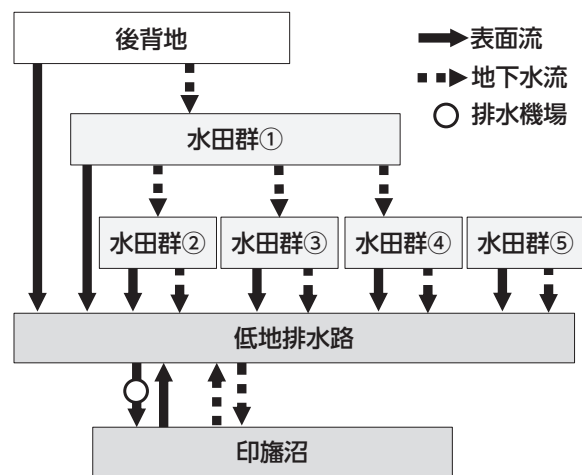 後背地
表面流
地下水流
排水機場
水田群①
水田群②
水田群③
水田群④
水田群⑤
低地排水路
印旛沼